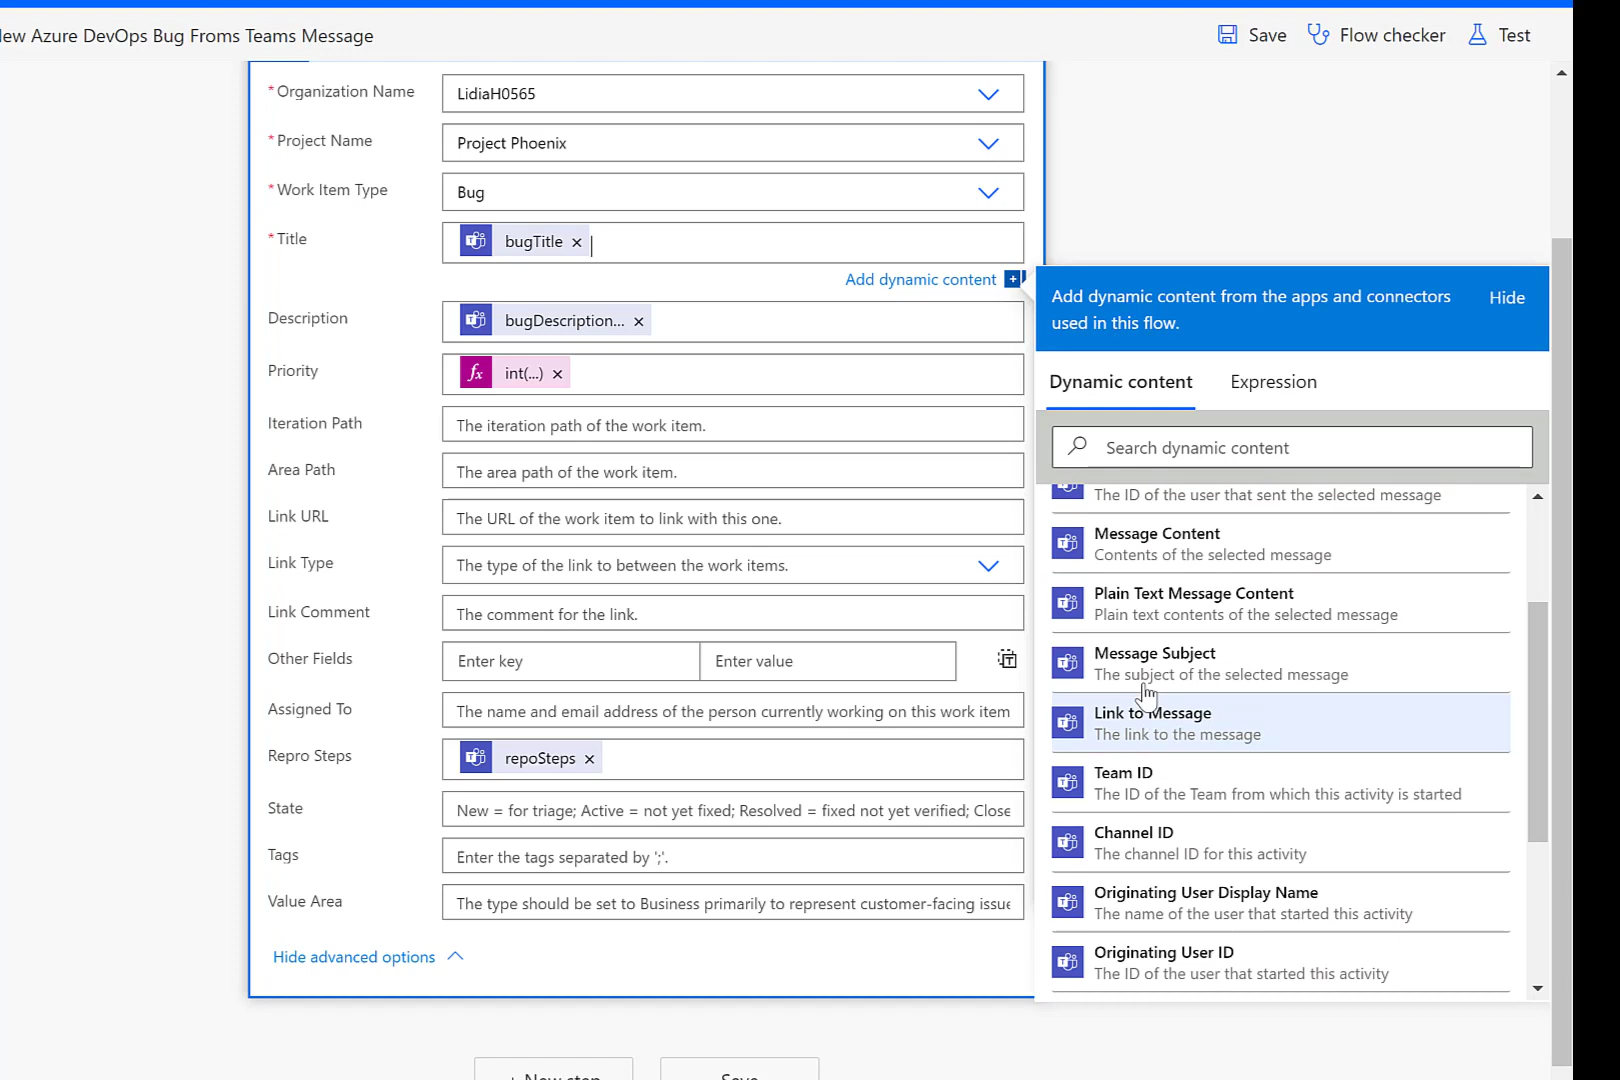 New Azure DevOps Bug Froms Teams Message
Save
Flow checker
Test
* Organization Name
LidiaH0565
* Project Name
Project Phoenix
* Work Item Type
Bug
* Title
bugTitle ×
Add dynamic content +
Description
bugDescription... ×
Priority
fx int(...) ×
Iteration Path
The iteration path of the work item.
Area Path
The area path of the work item.
Link URL
The URL of the work item to link with this one.
Link Type
The type of the link to between the work items.
Link Comment
The comment for the link.
Other Fields
Enter key
Enter value
Assigned To
The name and email address of the person currently working on this work item
Repro Steps
repoSteps ×
State
New = for triage; Active = not yet fixed; Resolved = fixed not yet verified; Close
Tags
Enter the tags separated by ';'.
Value Area
The type should be set to Business primarily to represent customer-facing issue
Hide advanced options
+ New step
Save
Add dynamic content from the apps and connectors
used in this flow.
Hide
Dynamic content
Expression
Search dynamic content
The ID of the user that sent the selected message
Message Content
Contents of the selected message
Plain Text Message Content
Plain text contents of the selected message
Message Subject
The subject of the selected message
Link to Message
The link to the message
Team ID
The ID of the Team from which this activity is started
Channel ID
The channel ID for this activity
Originating User Display Name
The name of the user that started this activity
Originating User ID
The ID of the user that started this activity